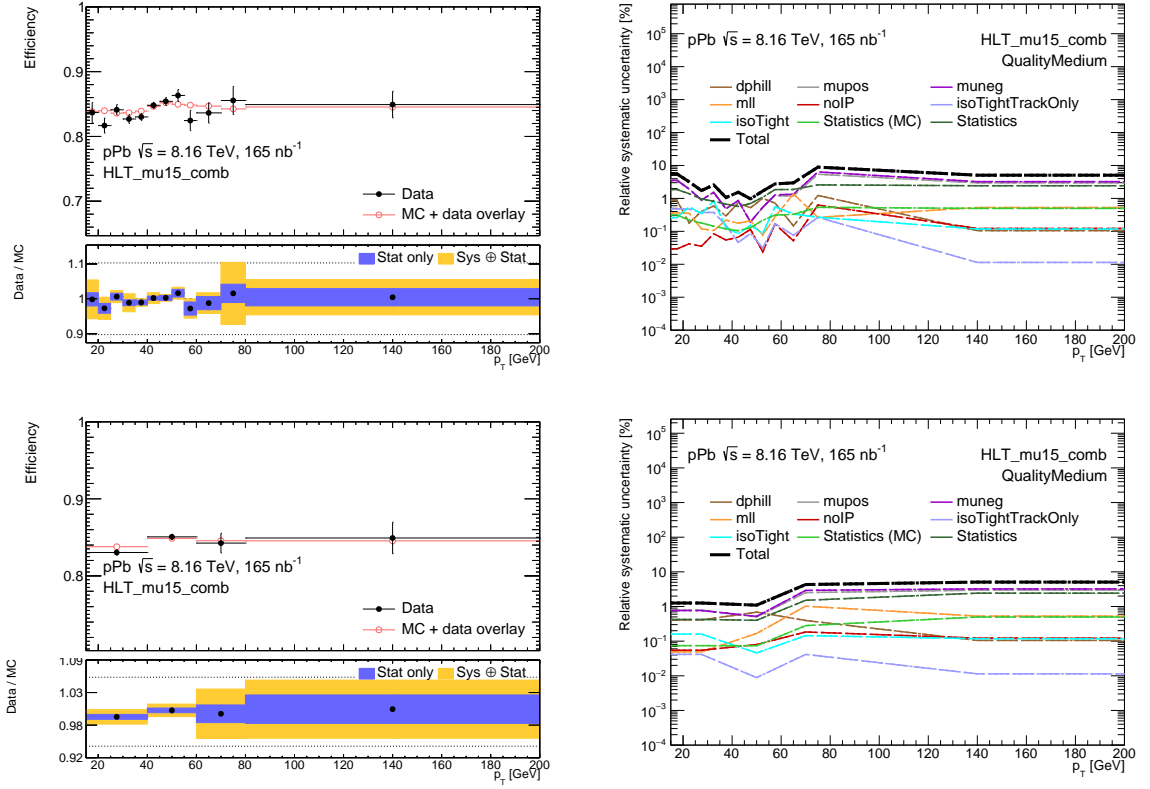 Efficiency
1
0.9
0.8
0.7
pPb √s = 8.16 TeV, 165 nb-1
HLT_mu15_comb
Data
MC + data overlay
Data / MC
1.1
1
0.9
Stat only
Sys ⊕ Stat
20 40 60 80 100 120 140 160 180 200
pT [GeV]
Relative systematic uncertainty [%]
10^5
10^4
10^3
10^2
10
1
10^−1
10^−2
10^−3
10^−4
pPb √s = 8.16 TeV, 165 nb-1
HLT_mu15_comb
QualityMedium
dphill mupos muneg
mll noIP isoTightTrackOnly
isoTight Statistics (MC) Statistics
Total
20 40 60 80 100 120 140 160 180 200
pT [GeV]
Efficiency
1
0.9
0.8
pPb √s = 8.16 TeV, 165 nb-1
HLT_mu15_comb
Data
MC + data overlay
Data / MC
1.09
1.03
0.98
0.92
Stat only
Sys ⊕ Stat
20 40 60 80 100 120 140 160 180 200
pT [GeV]
Relative systematic uncertainty [%]
10^5
10^4
10^3
10^2
10
1
10^−1
10^−2
10^−3
10^−4
pPb √s = 8.16 TeV, 165 nb-1
HLT_mu15_comb
QualityMedium
dphill mupos muneg
mll noIP isoTightTrackOnly
isoTight Statistics (MC) Statistics
Total
20 40 60 80 100 120 140 160 180 200
pT [GeV]